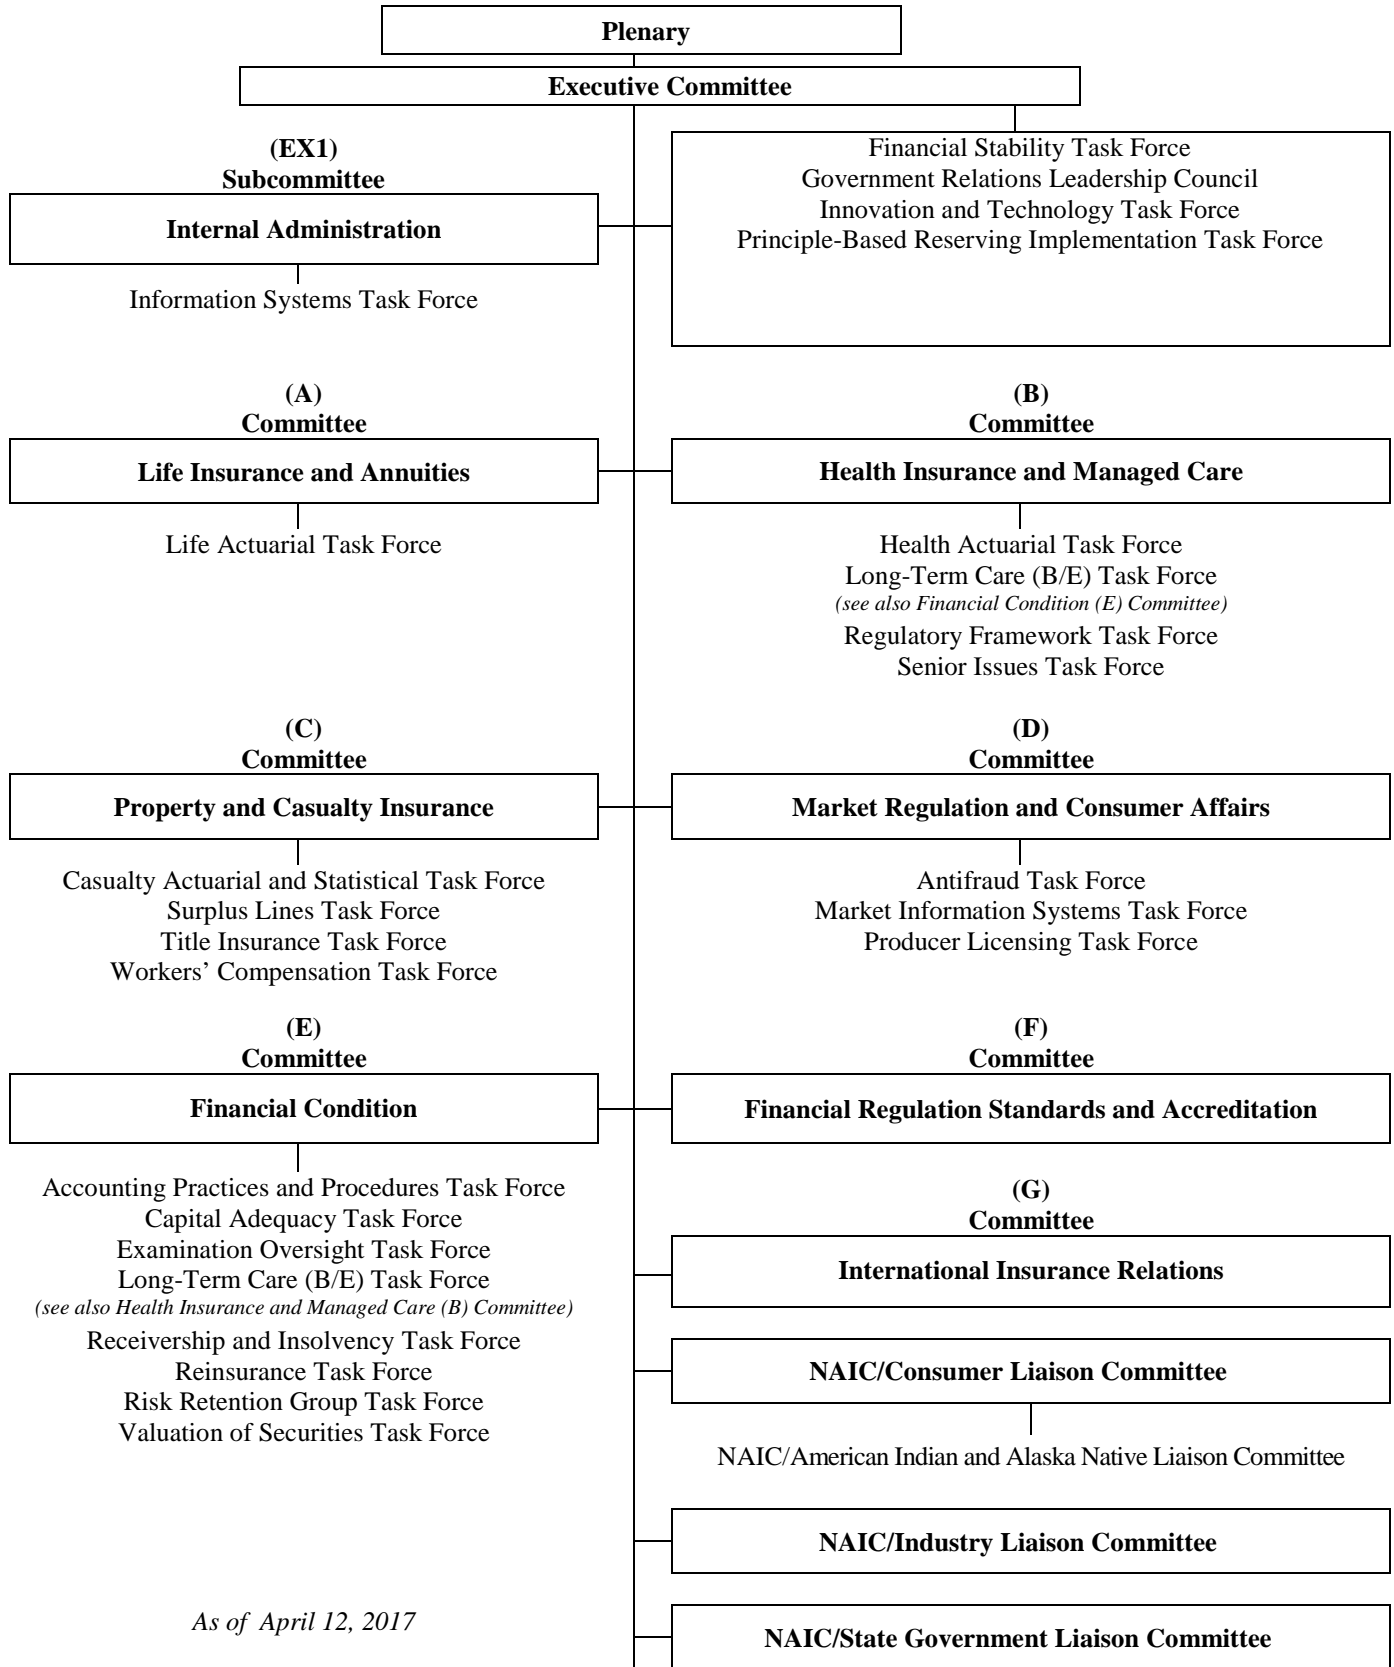 Plenary
Executive Committee
(EX1)
Subcommittee
Internal Administration
Information Systems Task Force
Financial Stability Task Force
Government Relations Leadership Council
Innovation and Technology Task Force
Principle-Based Reserving Implementation Task Force
(A)
Committee
Life Insurance and Annuities
Life Actuarial Task Force
(B)
Committee
Health Insurance and Managed Care
Health Actuarial Task Force
Long-Term Care (B/E) Task Force
(see also Financial Condition (E) Committee)
Regulatory Framework Task Force
Senior Issues Task Force
(C)
Committee
Property and Casualty Insurance
Casualty Actuarial and Statistical Task Force
Surplus Lines Task Force
Title Insurance Task Force
Workers’ Compensation Task Force
(D)
Committee
Market Regulation and Consumer Affairs
Antifraud Task Force
Market Information Systems Task Force
Producer Licensing Task Force
(E)
Committee
Financial Condition
Accounting Practices and Procedures Task Force
Capital Adequacy Task Force
Examination Oversight Task Force
Long-Term Care (B/E) Task Force
(see also Health Insurance and Managed Care (B) Committee)
Receivership and Insolvency Task Force
Reinsurance Task Force
Risk Retention Group Task Force
Valuation of Securities Task Force
(F)
Committee
Financial Regulation Standards and Accreditation
(G)
Committee
International Insurance Relations
NAIC/Consumer Liaison Committee
NAIC/American Indian and Alaska Native Liaison Committee
NAIC/Industry Liaison Committee
NAIC/State Government Liaison Committee
As of April 12, 2017